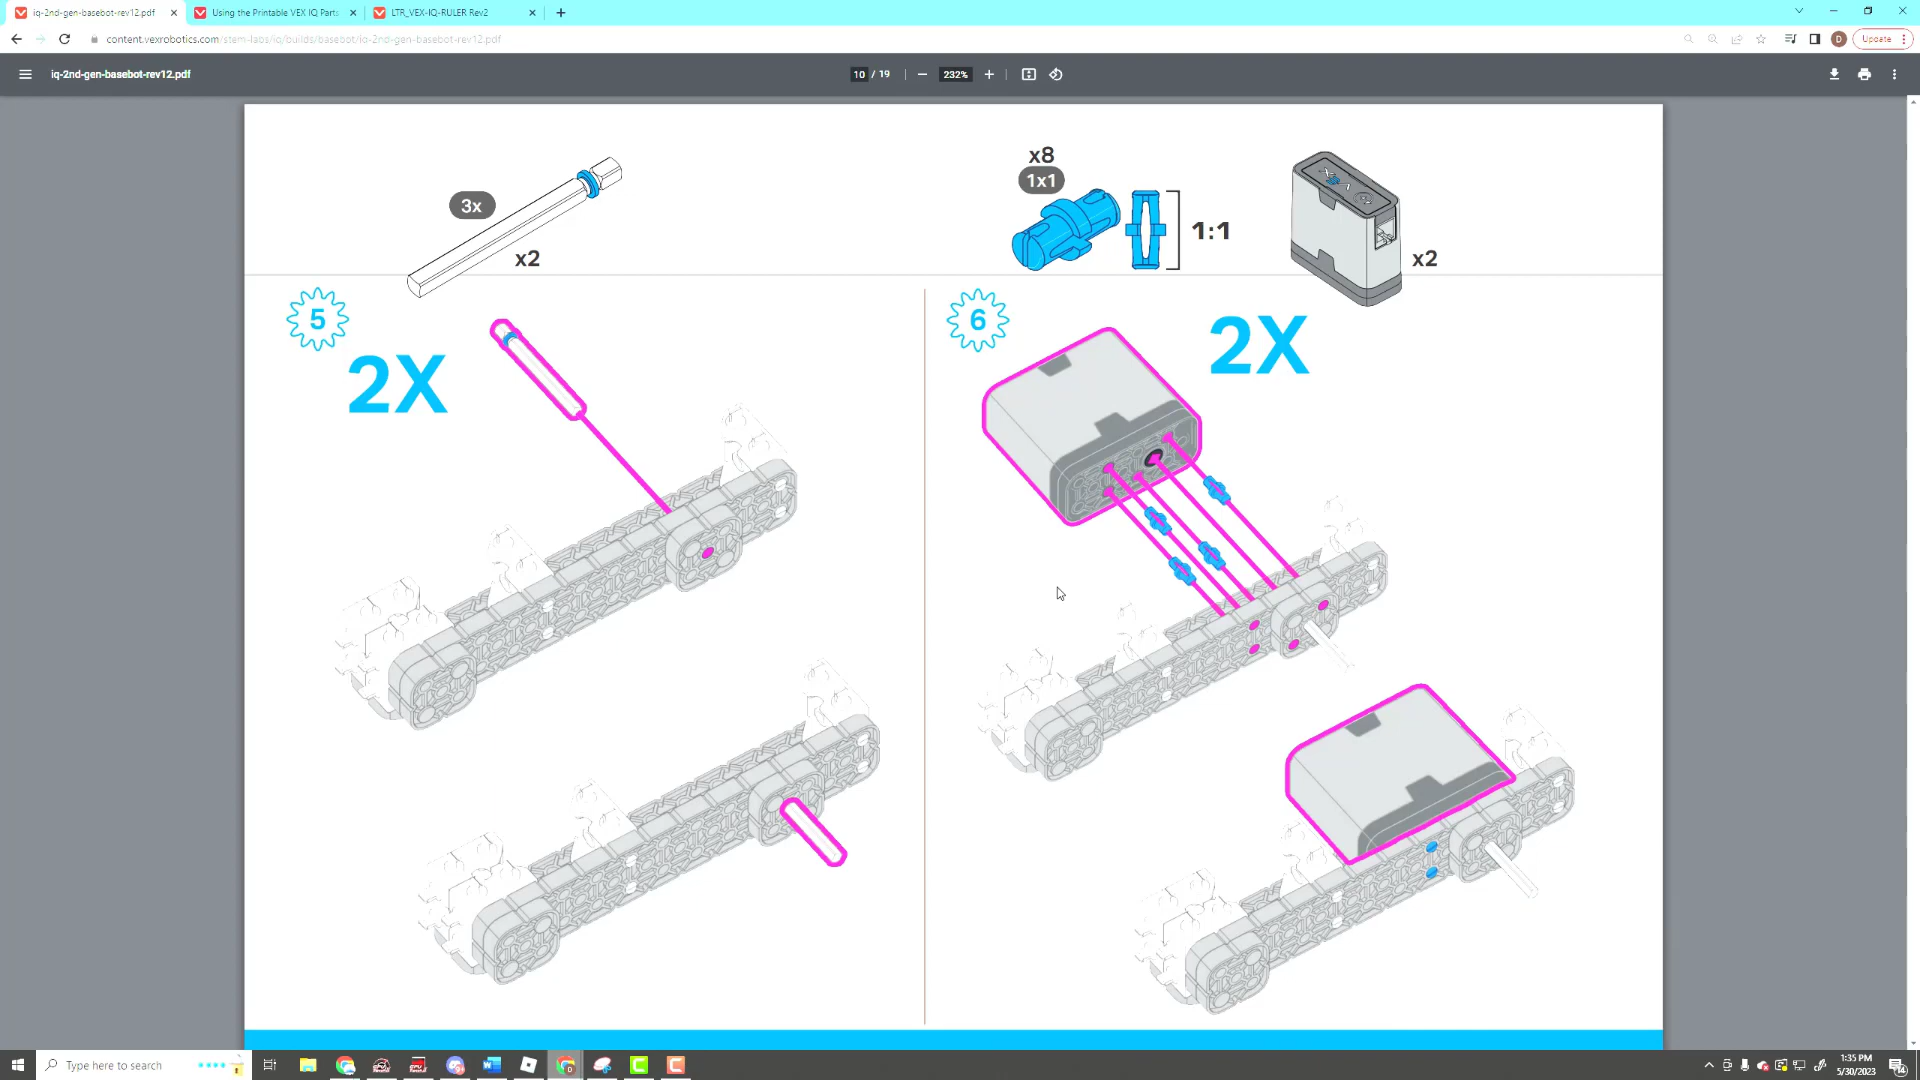 iq-2nd-gen-basebot-rev12.pdf
Using the Printable VEX IQ Parts
LTR_VEX-IQ-RULER Rev2
content.vexrobotics.com/stem-labs/iq/builds/basebot/iq-2nd-gen-basebot-rev12.pdf
D
Update
iq-2nd-gen-basebot-rev12.pdf
10 / 19
232%
3x
x2
x8
1x1
1:1
x2
5
2X
6
2X
Type here to search
1:35 PM
5/30/2023